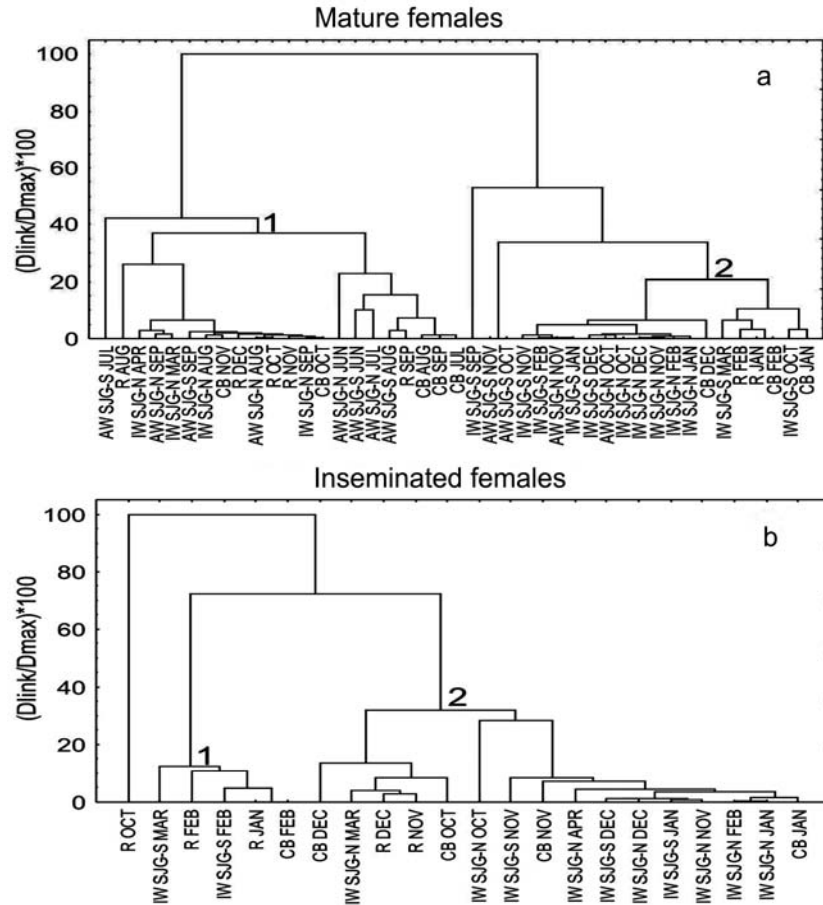 Mature females
(Dlink/Dmax)*100
100
80
60
40
20
0
a
1
2
AW SJG-S JUL
R AUG
IW SJG-N APR
AW SJG-N SEP
IW SJG-N MAR
AW SJG-S SEP
IW SJG-N AUG
CB NOV
R DEC
AW SJG-N AUG
R OCT
R NOV
IW SJG-N SEP
CB OCT
AW SJG-N JUN
AW SJG-S JUN
AW SJG-N JUL
AW SJG-S AUG
R SEP
CB AUG
CB SEP
CB JUL
IW SJG-S SEP
AW SJG-S NOV
AW SJG-S OCT
IW SJG-S NOV
IW SJG-S FEB
AW SJG-N NOV
IW SJG-S JAN
IW SJG-S DEC
AW SJG-N OCT
IW SJG-N OCT
IW SJG-N DEC
IW SJG-N NOV
IW SJG-N FEB
IW SJG-N JAN
CB DEC
IW SJG-S MAR
R FEB
R JAN
CB FEB
IW SJG-S OCT
CB JAN
Inseminated females
(Dlink/Dmax)*100
100
80
60
40
20
0
b
1
2
R OCT
IW SJG-S MAR
R FEB
IW SJG-S FEB
R JAN
CB FEB
CB DEC
IW SJG-N MAR
R DEC
R NOV
CB OCT
IW SJG-N OCT
IW SJG-S NOV
CB NOV
IW SJG-N APR
IW SJG-S DEC
IW SJG-N DEC
IW SJG-S JAN
IW SJG-N NOV
IW SJG-N FEB
IW SJG-N JAN
CB JAN